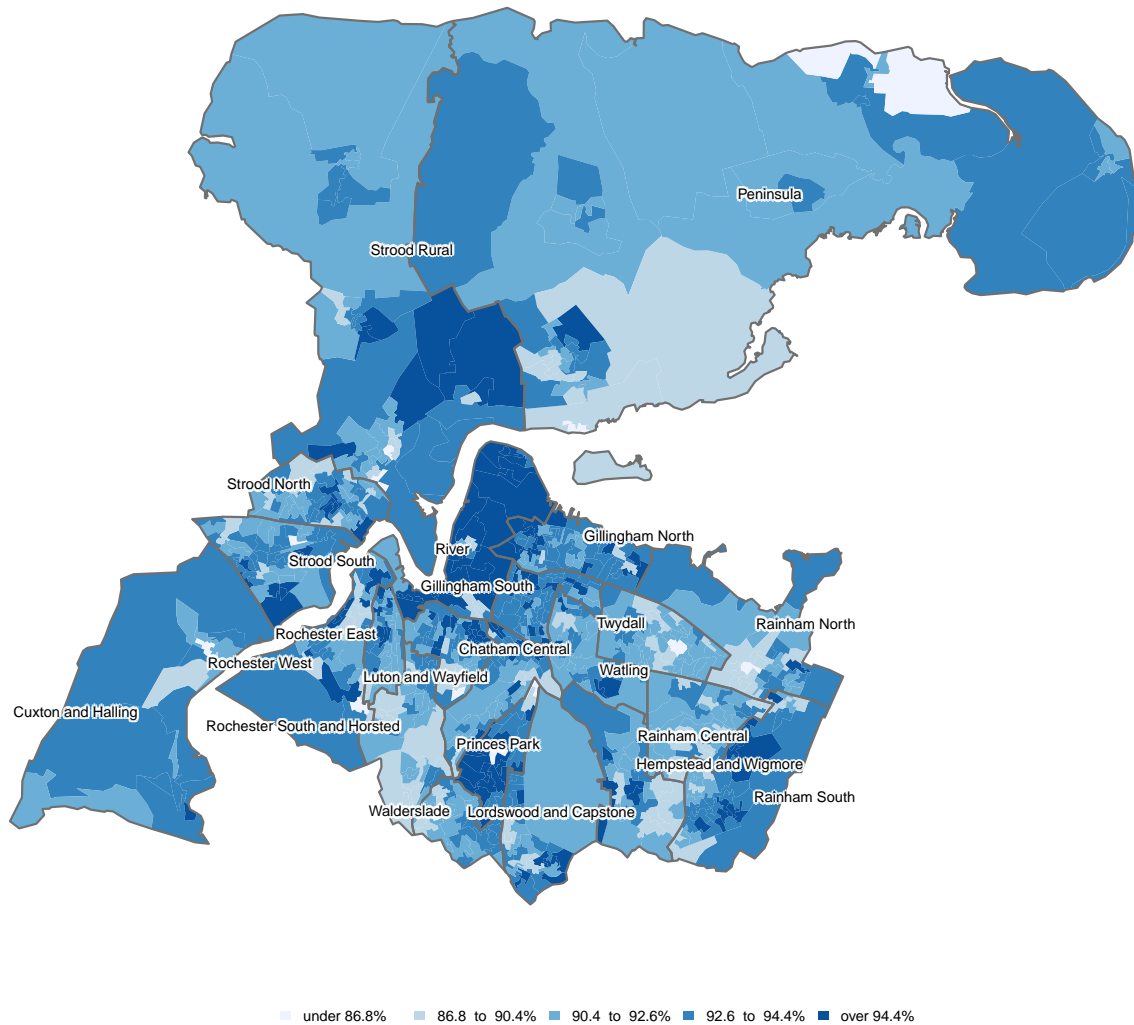 Peninsula
Strood Rural
Strood North
Gillingham North
River
Strood South
Gillingham South
Twydall
Rainham North
Rochester East
Chatham Central
Rochester West
Watling
Luton and Wayfield
Cuxton and Halling
Rochester South and Horsted
Rainham Central
Princes Park
Hempstead and Wigmore
Rainham South
Walderslade
Lordswood and Capstone
under 86.8% 86.8 to 90.4% 90.4 to 92.6% 92.6 to 94.4% over 94.4%